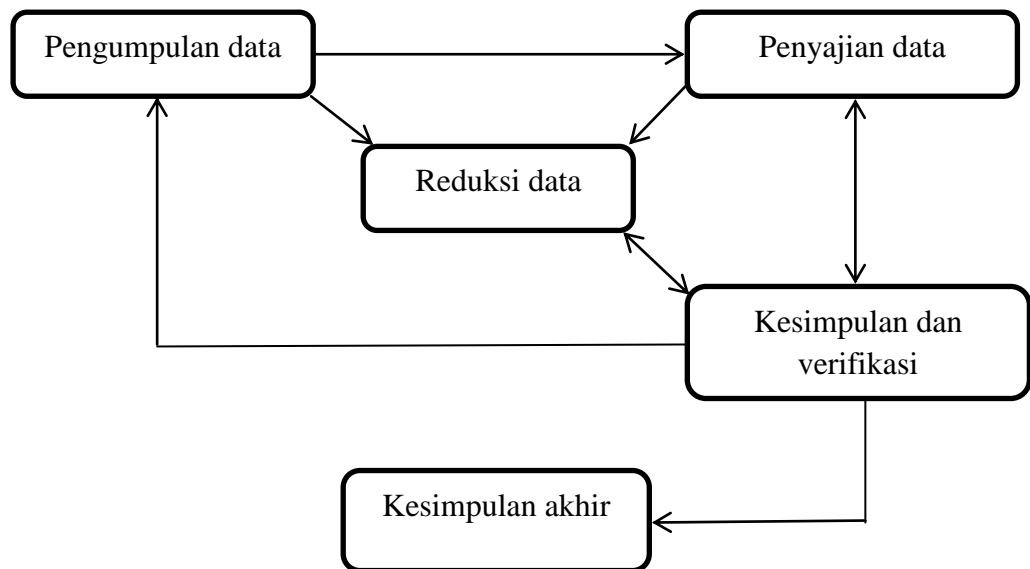 Pengumpulan data
Penyajian data
Reduksi data
Kesimpulan dan
verifikasi
Kesimpulan akhir